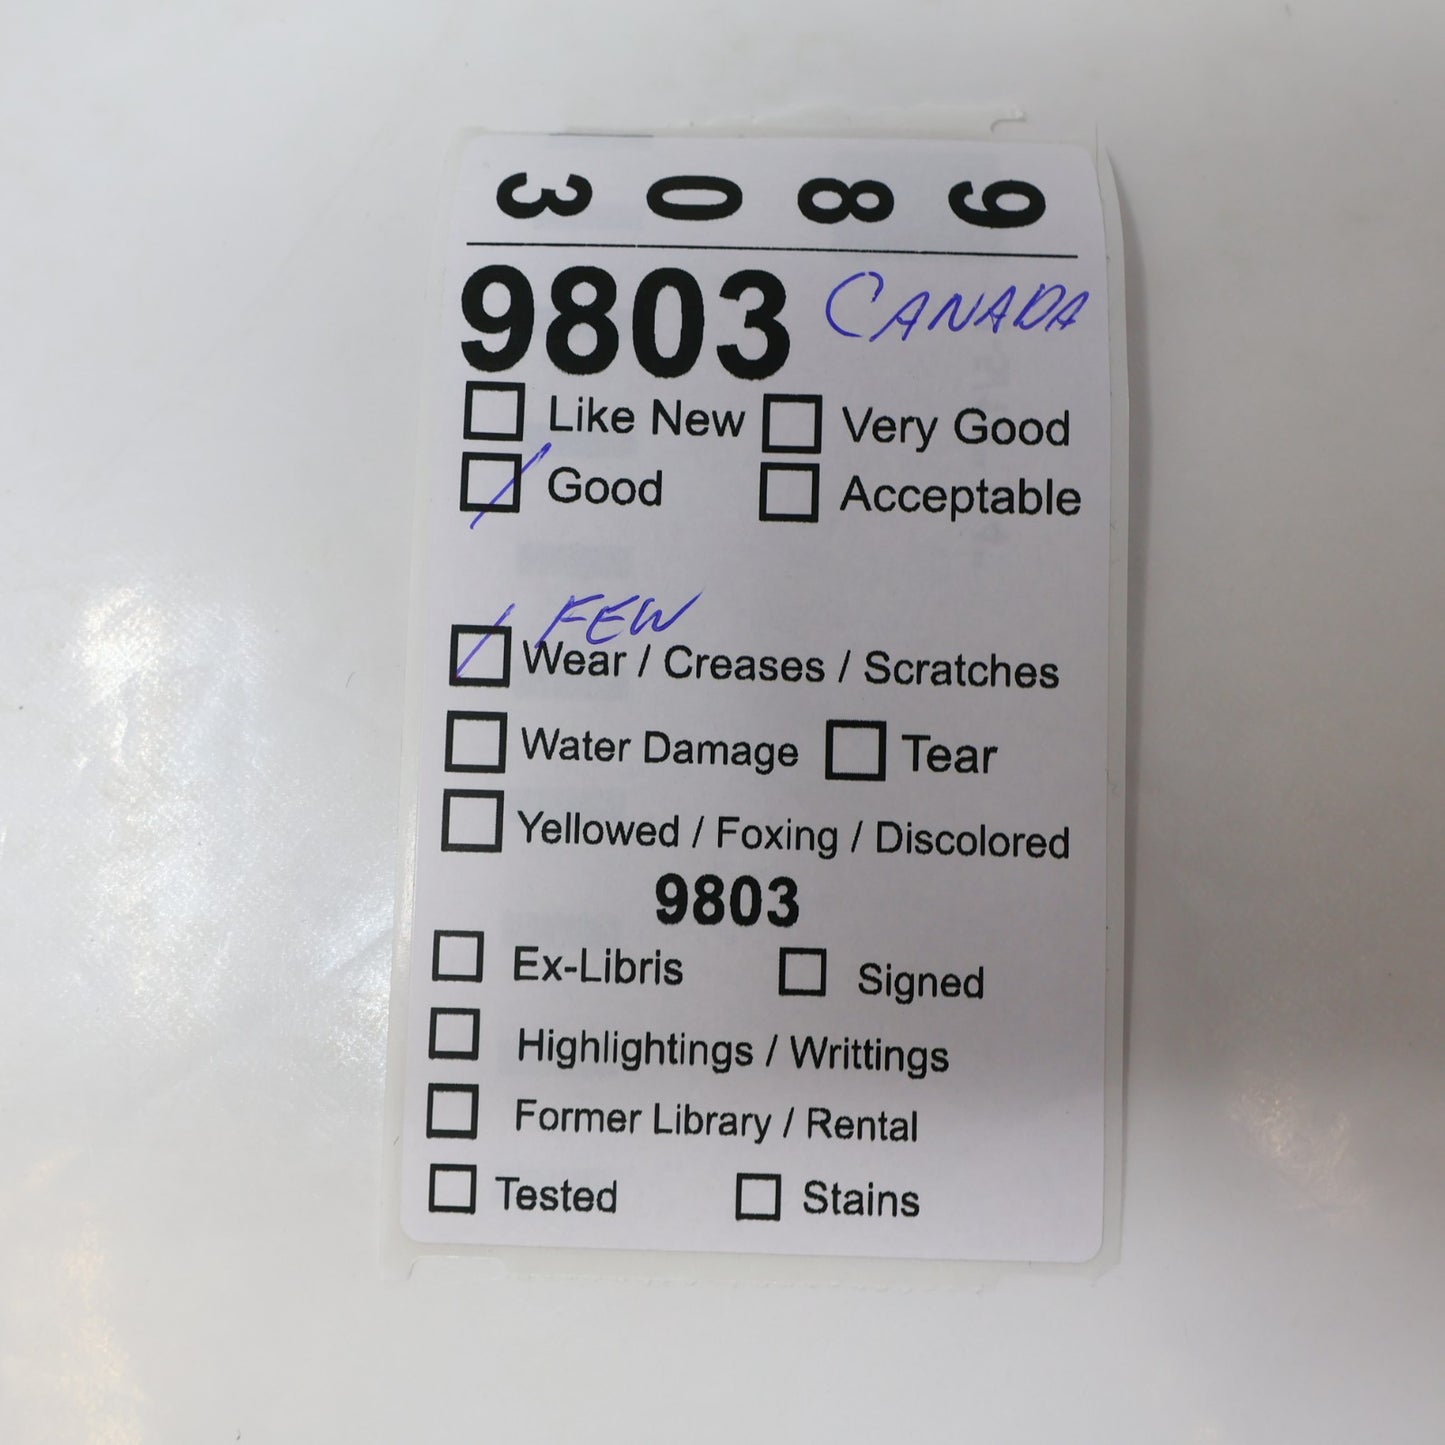 9 8 0 3
9803 CANADA
Like New Very Good
Good Acceptable
FEW
Wear / Creases / Scratches
Water Damage Tear
Yellowed / Foxing / Discolored
9803
Ex-Libris Signed
Highlightings / Writtings
Former Library / Rental
Tested Stains